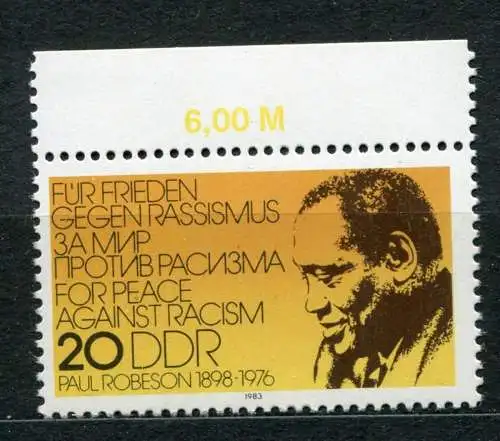 6,00 M
FÜR FRIEDEN
GEGEN RASSISMUS
ЗА МИР
ПРОТИВ РАСИЗМА
FOR PEACE
AGAINST RACISM
20 DDR
PAUL ROBESON 1898-1976
1983